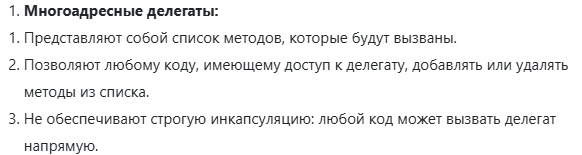 1. Многоадресные делегаты:
1. Представляют собой список методов, которые будут вызваны.
2. Позволяют любому коду, имеющему доступ к делегату, добавлять или удалять
методы из списка.
3. Не обеспечивают строгую инкапсуляцию: любой код может вызвать делегат
напрямую.